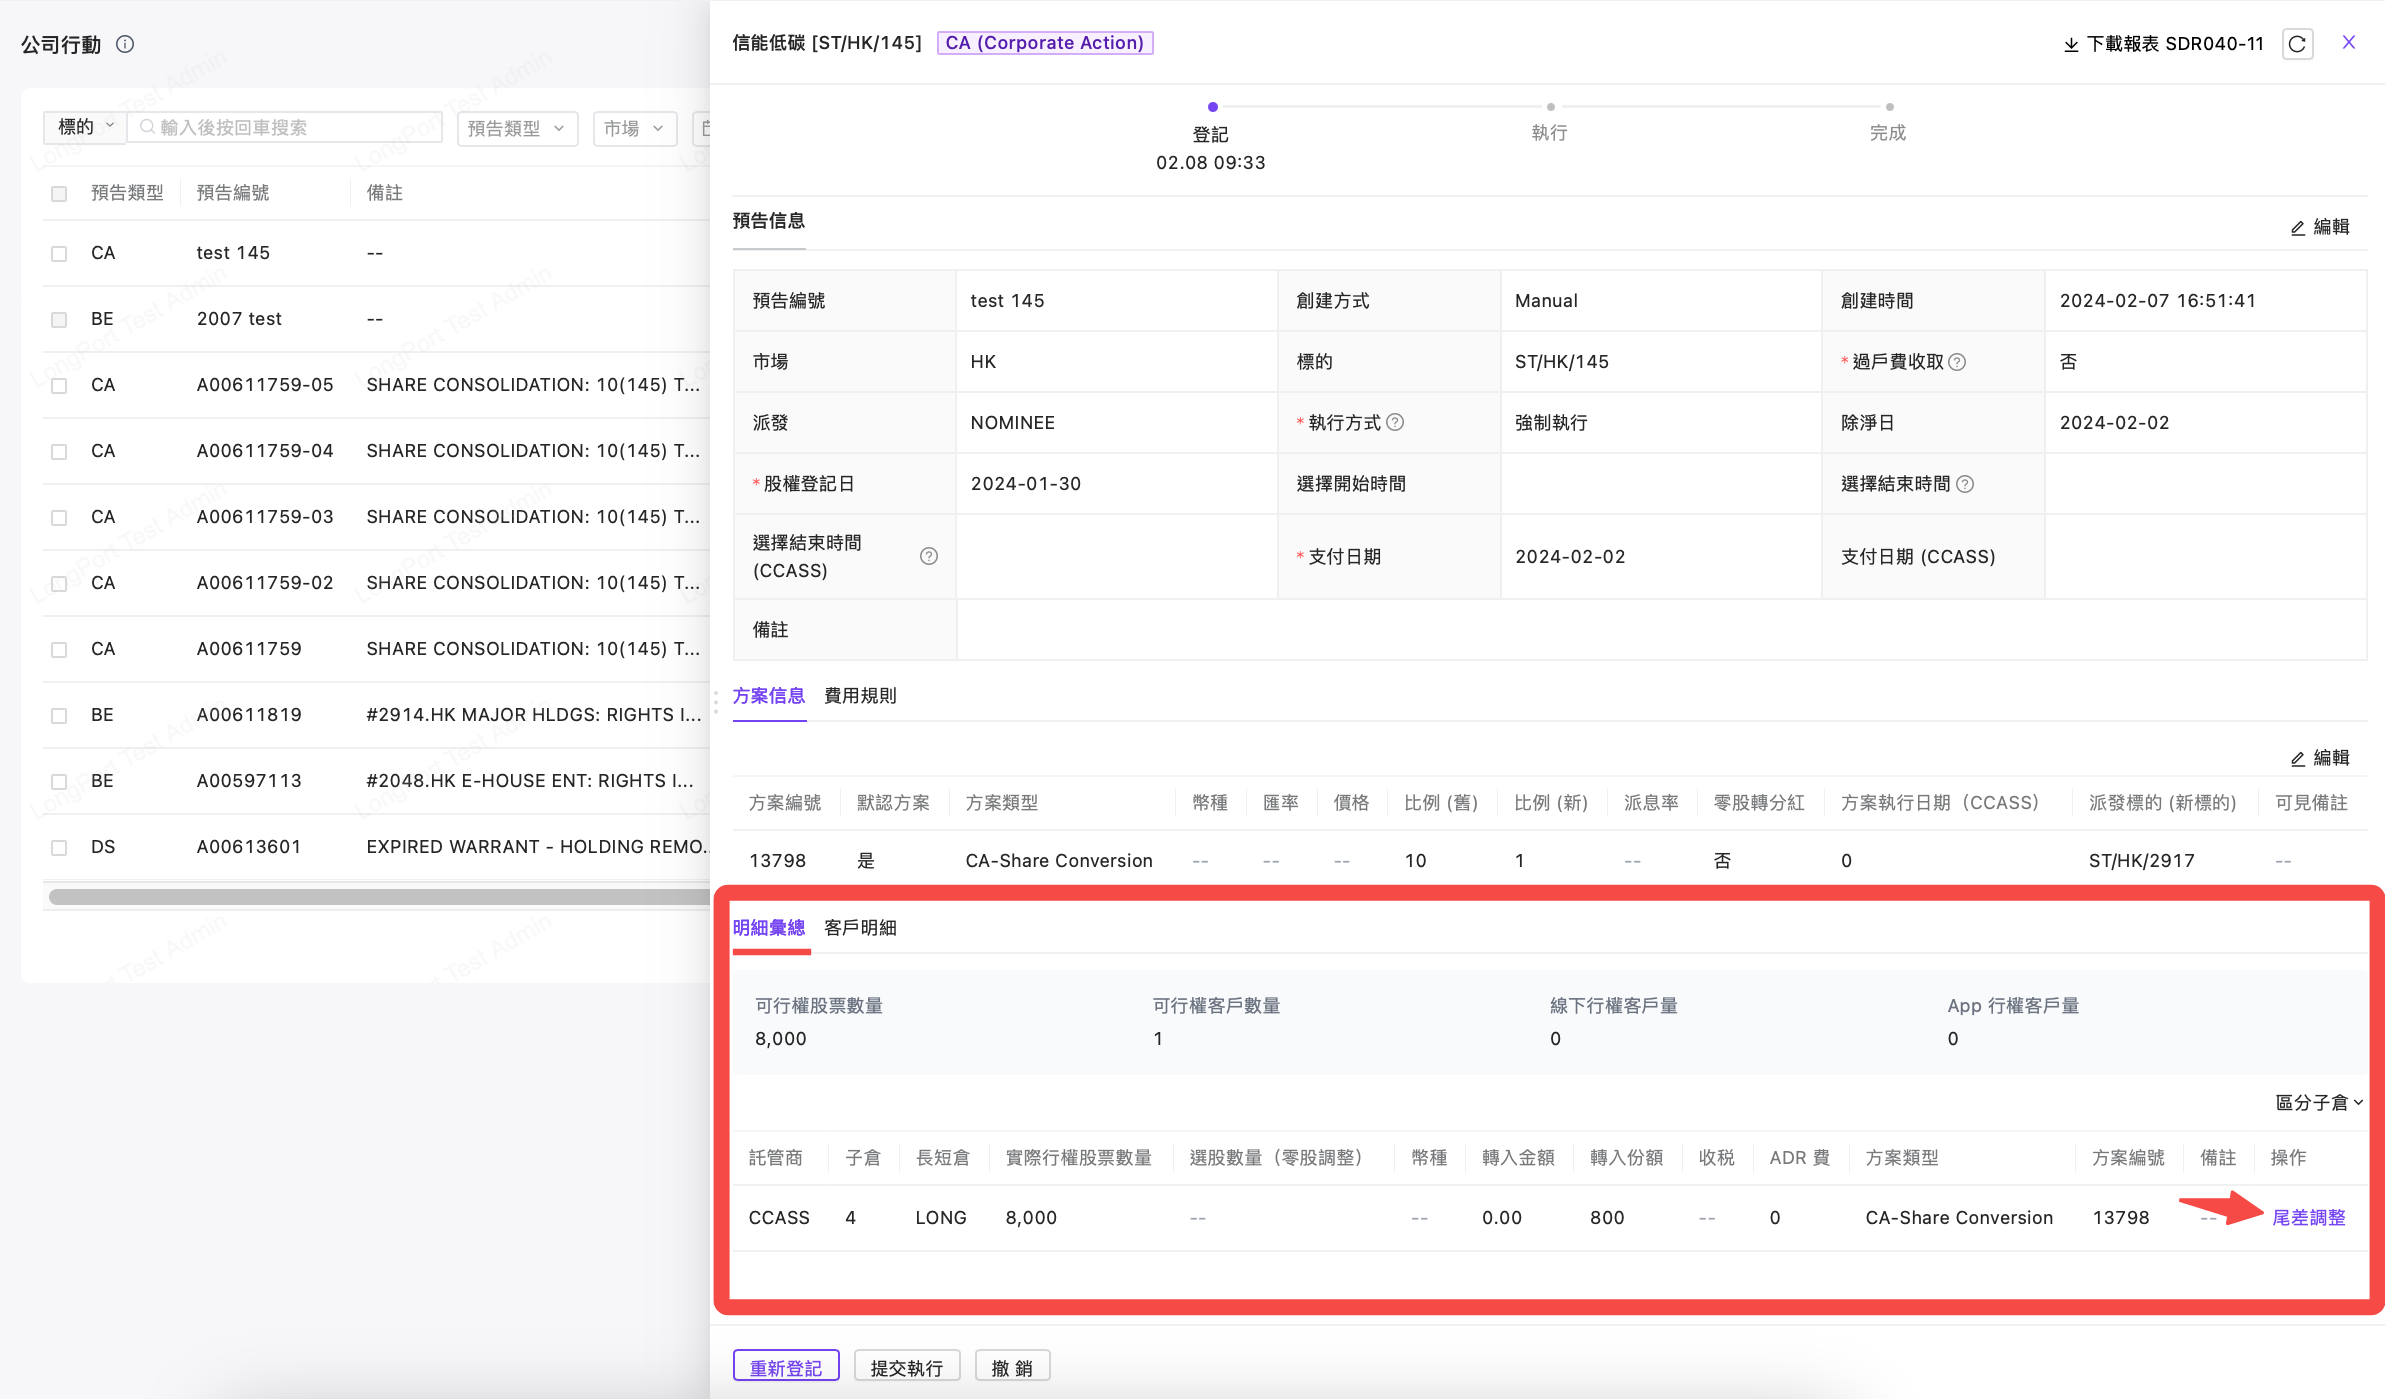 公司行動
標的 輸入後按回車搜索 預告類型 市場
預告類型 預告編號 備註
CA test 145 --
BE 2007 test --
CA A00611759-05 SHARE CONSOLIDATION: 10(145) T...
CA A00611759-04 SHARE CONSOLIDATION: 10(145) T...
CA A00611759-03 SHARE CONSOLIDATION: 10(145) T...
CA A00611759-02 SHARE CONSOLIDATION: 10(145) T...
CA A00611759 SHARE CONSOLIDATION: 10(145) T...
BE A00611819 #2914.HK MAJOR HLDGS: RIGHTS I...
BE A00597113 #2048.HK E-HOUSE ENT: RIGHTS I...
DS A00613601 EXPIRED WARRANT - HOLDING REMO..
LongPort Test Admin
信能低碳 [ST/HK/145] CA (Corporate Action) 下載報表 SDR040-11
登記 執行 完成
02.08 09:33
預告信息 編輯
預告編號 test 145 創建方式 Manual 創建時間 2024-02-07 16:51:41
市場 HK 標的 ST/HK/145 *過戶費收取 否
派發 NOMINEE *執行方式 強制執行 除淨日 2024-02-02
*股權登記日 2024-01-30 選擇開始時間 選擇結束時間
選擇結束時間 (CCASS) *支付日期 2024-02-02 支付日期 (CCASS)
備註
方案信息 費用規則
編輯
方案編號 默認方案 方案類型 幣種 匯率 價格 比例 (舊) 比例 (新) 派息率 零股轉分紅 方案執行日期（CCASS） 派發標的 (新標的) 可見備註
13798 是 CA-Share Conversion -- -- -- 10 1 -- 否 0 ST/HK/2917 --
明細彙總 客戶明細
可行權股票數量 可行權客戶數量 線下行權客戶量 App 行權客戶量
8,000 1 0 0
區分子倉
託管商 子倉 長短倉 實際行權股票數量 選股數量（零股調整） 幣種 轉入金額 轉入份額 收稅 ADR 費 方案類型 方案編號 備註 操作
CCASS 4 LONG 8,000 -- -- 0.00 800 -- 0 CA-Share Conversion 13798 -- 尾差調整
重新登記 提交執行 撤 銷